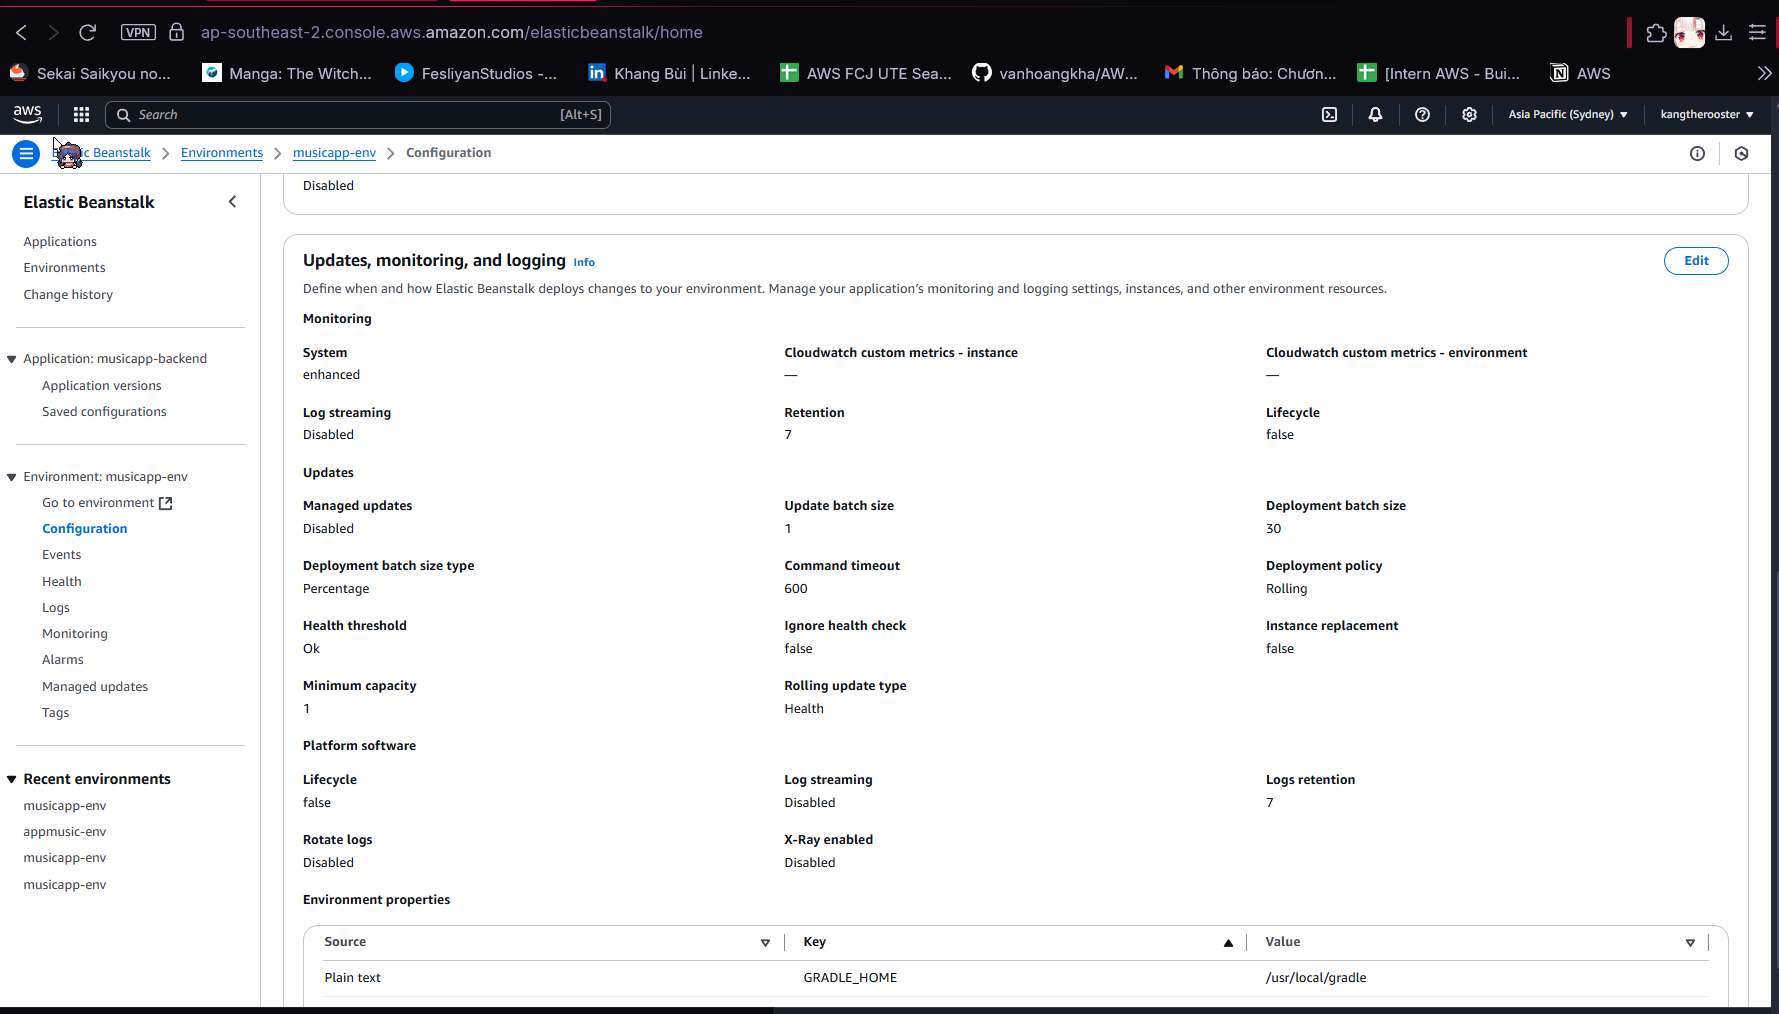 VPN ap-southeast-2.console.aws.amazon.com/elasticbeanstalk/home
Sekai Saikyou no... Manga: The Witch... FesliyanStudios -... Khang Bùi | Linke... AWS FCJ UTE Sea... vanhoangkha/AW... Thông báo: Chươn... [Intern AWS - Bui... AWS
aws Search [Alt+S] Asia Pacific (Sydney) kangtherooster
c Beanstalk Environments musicapp-env Configuration
Elastic Beanstalk
Applications
Environments
Change history
Application: musicapp-backend
Application versions
Saved configurations
Environment: musicapp-env
Go to environment
Configuration
Events
Health
Logs
Monitoring
Alarms
Managed updates
Tags
Recent environments
musicapp-env
appmusic-env
musicapp-env
musicapp-env
Disabled
Updates, monitoring, and logging Info
Edit
Define when and how Elastic Beanstalk deploys changes to your environment. Manage your application's monitoring and logging settings, instances, and other environment resources.
Monitoring
System Cloudwatch custom metrics - instance Cloudwatch custom metrics - environment
enhanced — —
Log streaming Retention Lifecycle
Disabled 7 false
Updates
Managed updates Update batch size Deployment batch size
Disabled 1 30
Deployment batch size type Command timeout Deployment policy
Percentage 600 Rolling
Health threshold Ignore health check Instance replacement
Ok false false
Minimum capacity Rolling update type
1 Health
Platform software
Lifecycle Log streaming Logs retention
false Disabled 7
Rotate logs X-Ray enabled
Disabled Disabled
Environment properties
Source Key Value
Plain text GRADLE_HOME /usr/local/gradle